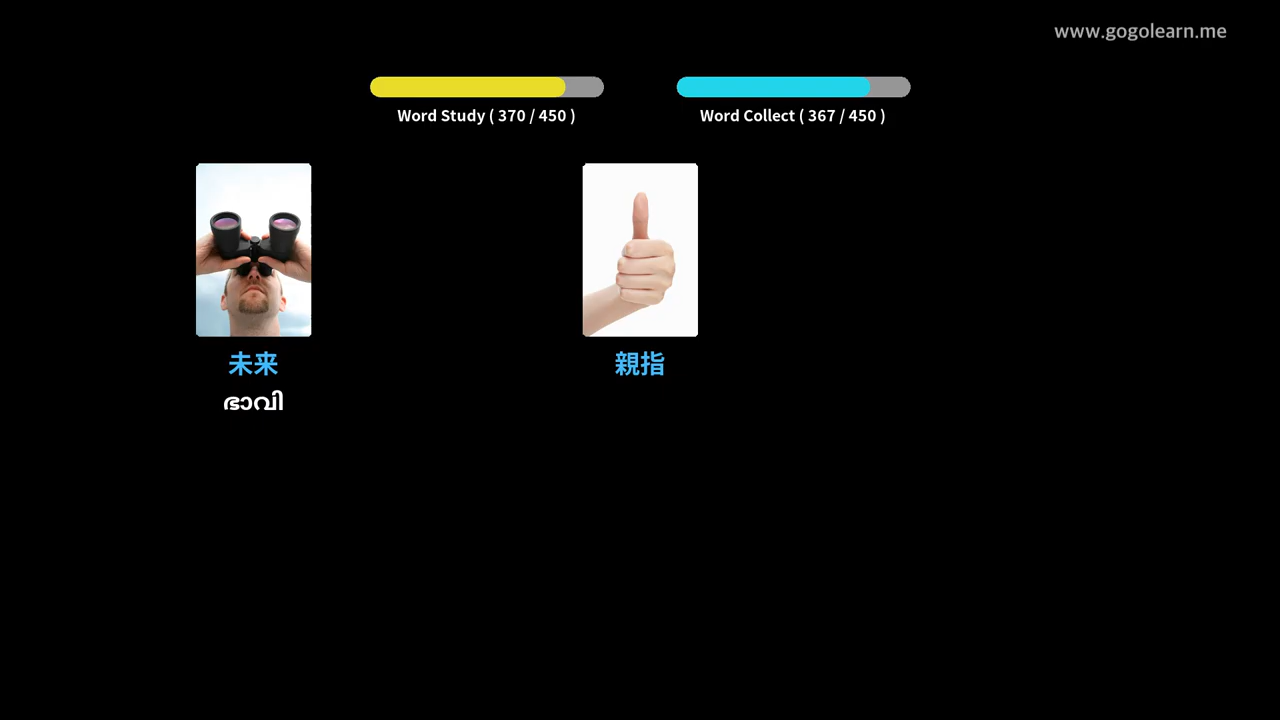 www.gogolearn.me
Word Study ( 370 / 450 )
Word Collect ( 367 / 450 )
未来
ഭാവി
親指